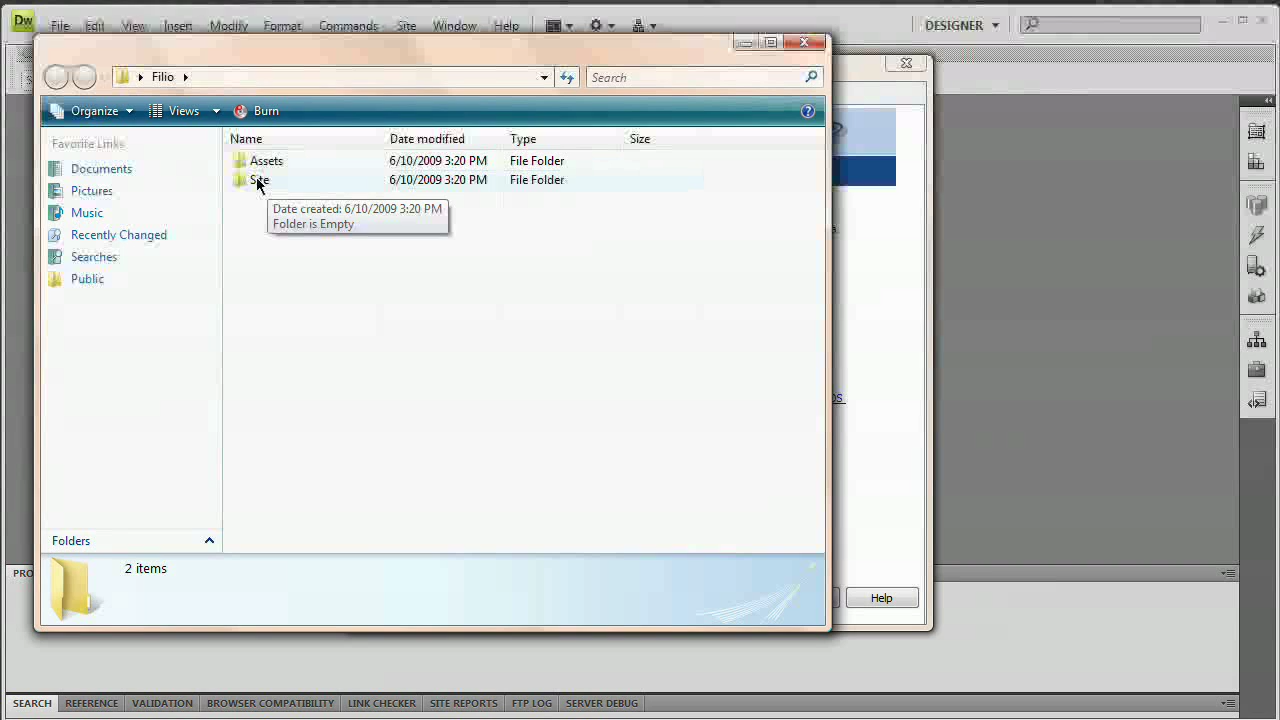 Dw File Edit View Insert Modify Format Commands Site Window Help DESIGNER
Filio Search
Organize Views Burn
Favorite Links
Documents
Pictures
Music
Recently Changed
Searches
Public
Folders
Name Date modified Type Size
Assets 6/10/2009 3:20 PM File Folder
Site 6/10/2009 3:20 PM File Folder
Date created: 6/10/2009 3:20 PM
Folder is Empty
2 items
Help
SEARCH REFERENCE VALIDATION BROWSER COMPATIBILITY LINK CHECKER SITE REPORTS FTP LOG SERVER DEBUG